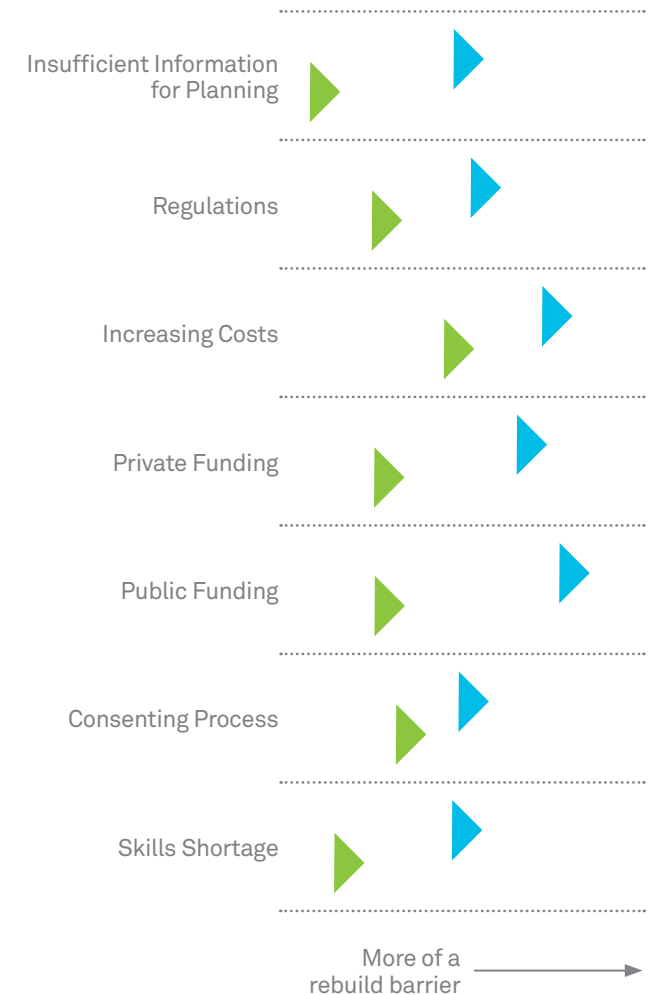 Insufficient Information
for Planning
Regulations
Increasing Costs
Private Funding
Public Funding
Consenting Process
Skills Shortage
More of a
rebuild barrier